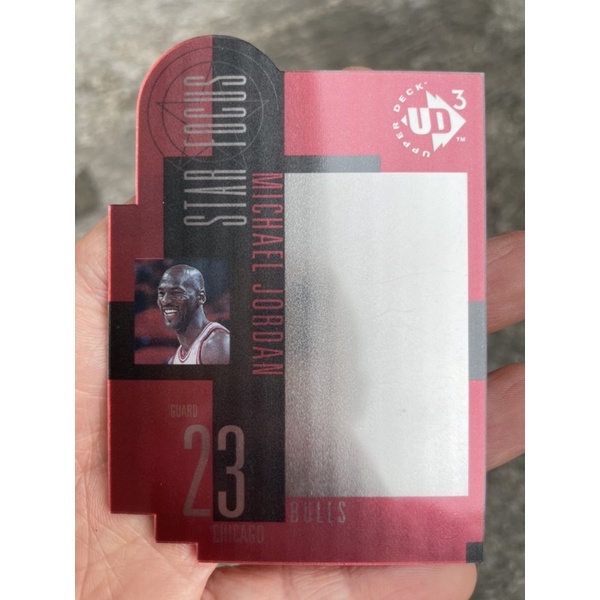 UPPER DECK
UD3
™
STAR FOCUS
MICHAEL JORDAN
GUARD
23
CHICAGO
BULLS